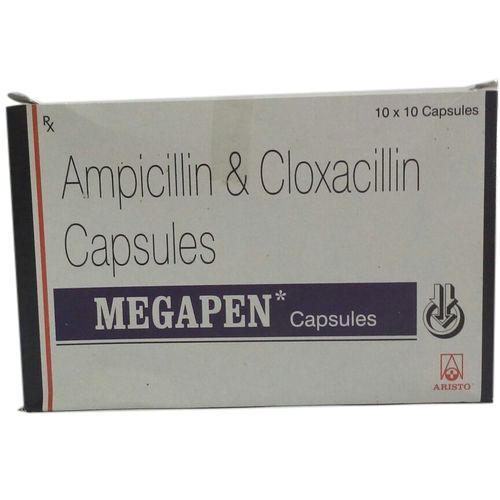 Rx
10 x 10 Capsules
Ampicillin & Cloxacillin
Capsules
MEGAPEN* Capsules
ARISTO